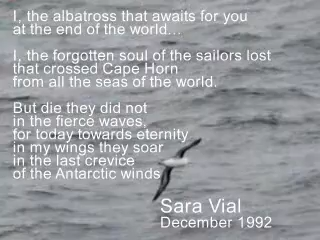 I, the albatross that awaits for you
at the end of the world...
I, the forgotten soul of the sailors lost
that crossed Cape Horn
from all the seas of the world.
But die they did not
in the fierce waves,
for today towards eternity
in my wings they soar
in the last crevice
of the Antarctic winds
Sara Vial
December 1992